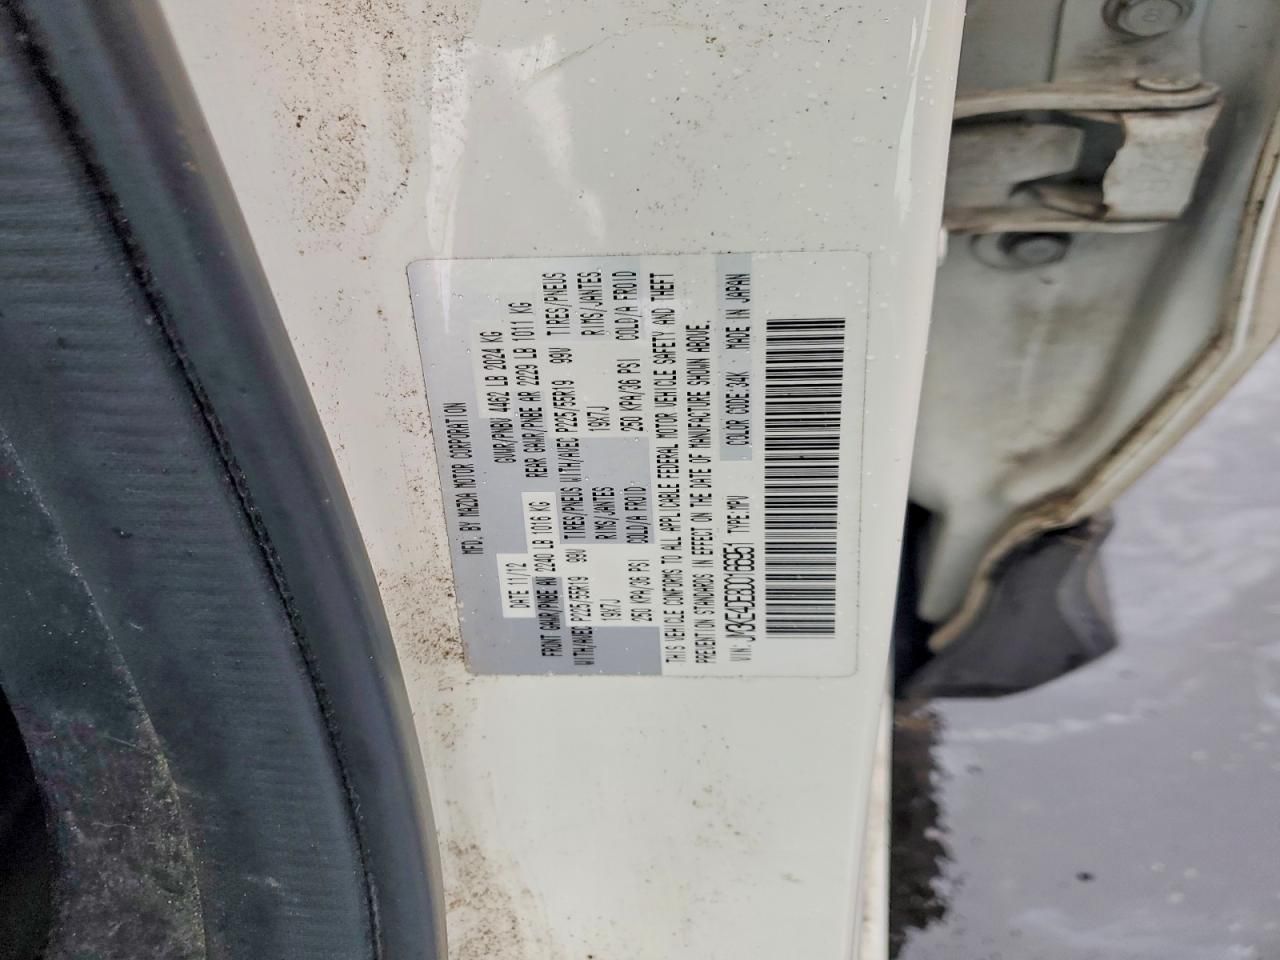 MFD. BY MAZDA MOTOR CORPORATION
DATE 11/12 GVWR/PNBV 4462 LB 2024 KG
FRONT GAWR/PNBE AV 2240 LB 1016 KG REAR GAWR/PNBE AR 2229 LB 1011 KG
WITH/AVEC P225/55R19 99V TIRES/PNEUS WITH/AVEC P225/55R19 99V TIRES/PNEUS
19X7J RIMS/JANTES 19X7J RIMS/JANTES
250 KPA/36 PSI COLD/A FROID 250 KPA/36 PSI COLD/A FROID
THIS VEHICLE CONFORMS TO ALL APPLICABLE FEDERAL MOTOR VEHICLE SAFETY AND THEFT
PREVENTION STANDARDS IN EFFECT ON THE DATE OF MANUFACTURE SHOWN ABOVE.
VIN: JM3KE4DE8D0166951 TYPE:MPV COLOR CODE:34K MADE IN JAPAN